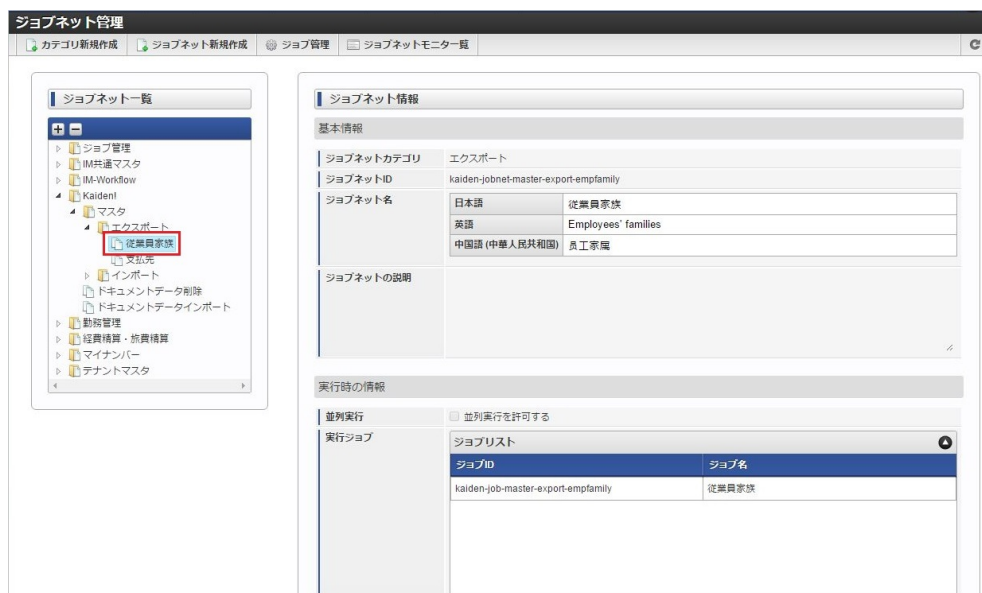 ジョブネット管理
カテゴリ新規作成 ジョブネット新規作成 ジョブ管理 ジョブネットモニター覧
ジョブネット一覧
ジョブ管理
IM共通マスタ
IM-Workflow
Kaiden!
マスタ
エクスポート
従業員家族
支払先
インポート
ドキュメントデータ削除
ドキュメントデータインポート
勤務管理
経費精算・旅費精算
マイナンバー
テナントマスタ
ジョブネット情報
基本情報
ジョブネットカテゴリ エクスポート
ジョブネットID kaiden-jobnet-master-export-empfamily
ジョブネット名 日本語 従業員家族
英語 Employees' families
中国語 (中華人民共和国) 员工家属
ジョブネットの説明
実行時の情報
並列実行 並列実行を許可する
実行ジョブ ジョブリスト
ジョブID ジョブ名
kaiden-job-master-export-empfamily 従業員家族